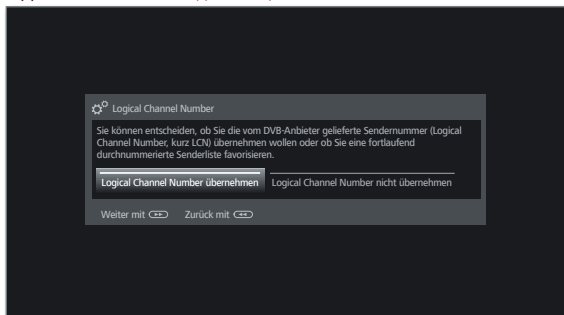 Logical Channel Number
Sie können entscheiden, ob Sie die vom DVB-Anbieter gelieferte Sendernummer (Logical
Channel Number, kurz LCN) übernehmen wollen oder ob Sie eine fortlaufend
durchnummerierte Senderliste favorisieren.
Logical Channel Number übernehmen Logical Channel Number nicht übernehmen
Weiter mit Zurück mit